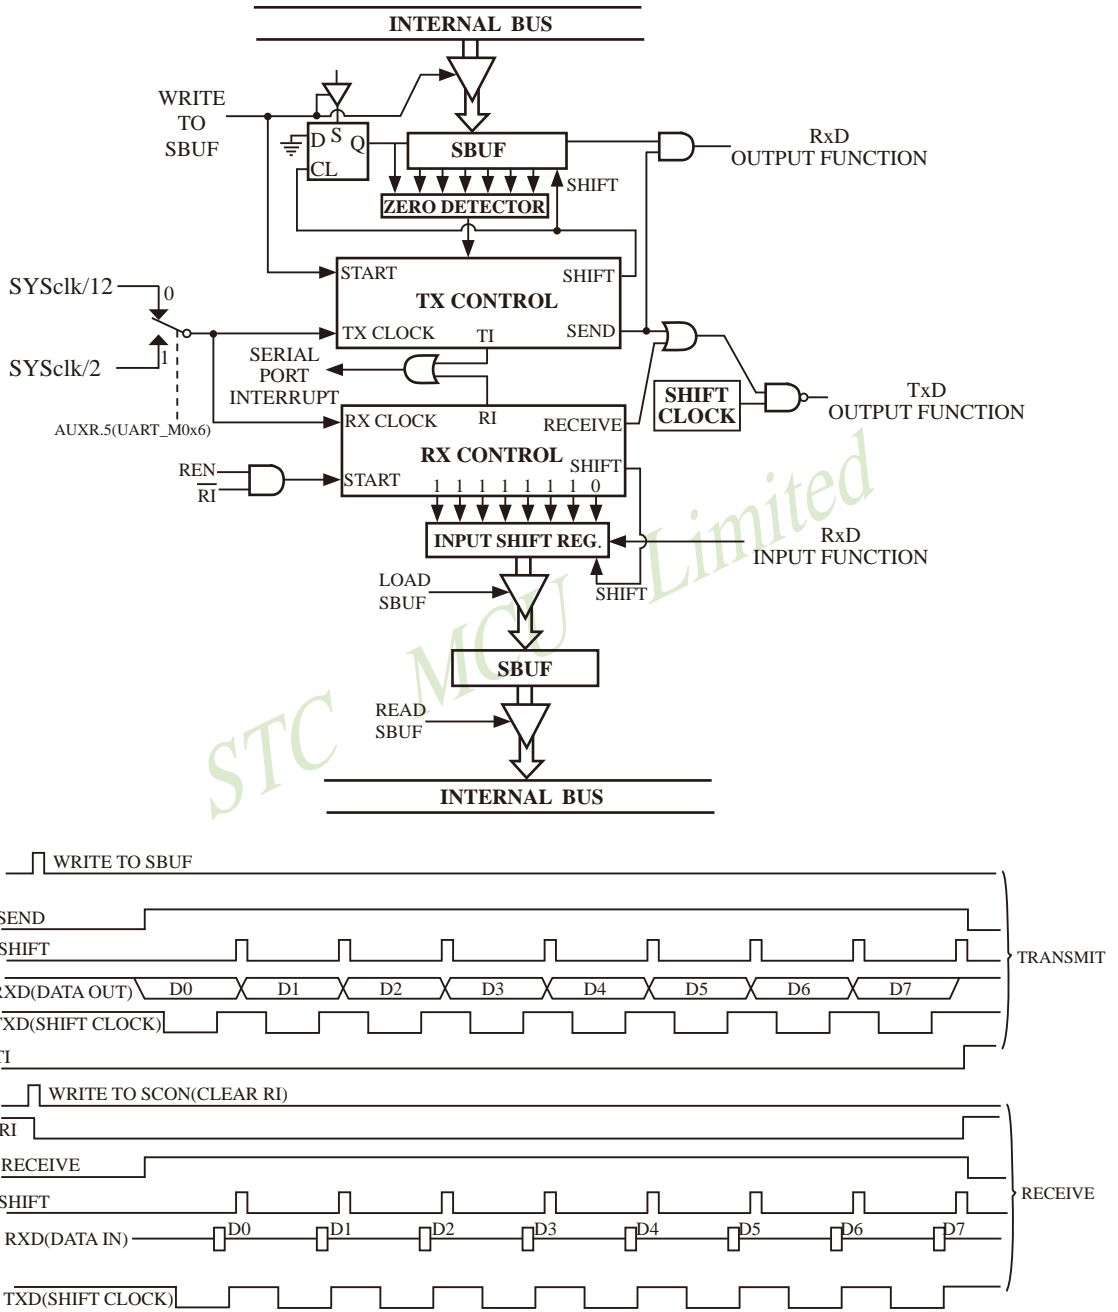 INTERNAL BUS
WRITE
TO
SBUF
D S Q
CL
SBUF
RxD
OUTPUT FUNCTION
SHIFT
ZERO DETECTOR
START
SHIFT
TX CONTROL
TX CLOCK
TI
SEND
SYSclk/12
0
SYSclk/2
1
SERIAL
PORT
INTERRUPT
SHIFT
CLOCK
TxD
OUTPUT FUNCTION
AUXR.5(UART_M0x6)
RX CLOCK
RI
RECEIVE
RX CONTROL
SHIFT
START
REN
RI
1 1 1 1 1 1 1 0
INPUT SHIFT REG.
RxD
INPUT FUNCTION
LOAD
SBUF
SHIFT
SBUF
READ
SBUF
INTERNAL BUS
STC MCU Limited
WRITE TO SBUF
SEND
SHIFT
RXD(DATA OUT) D0 D1 D2 D3 D4 D5 D6 D7
TXD(SHIFT CLOCK)
TI
TRANSMIT
WRITE TO SCON(CLEAR RI)
RI
RECEIVE
SHIFT
RXD(DATA IN) D0 D1 D2 D3 D4 D5 D6 D7
TXD(SHIFT CLOCK)
RECEIVE